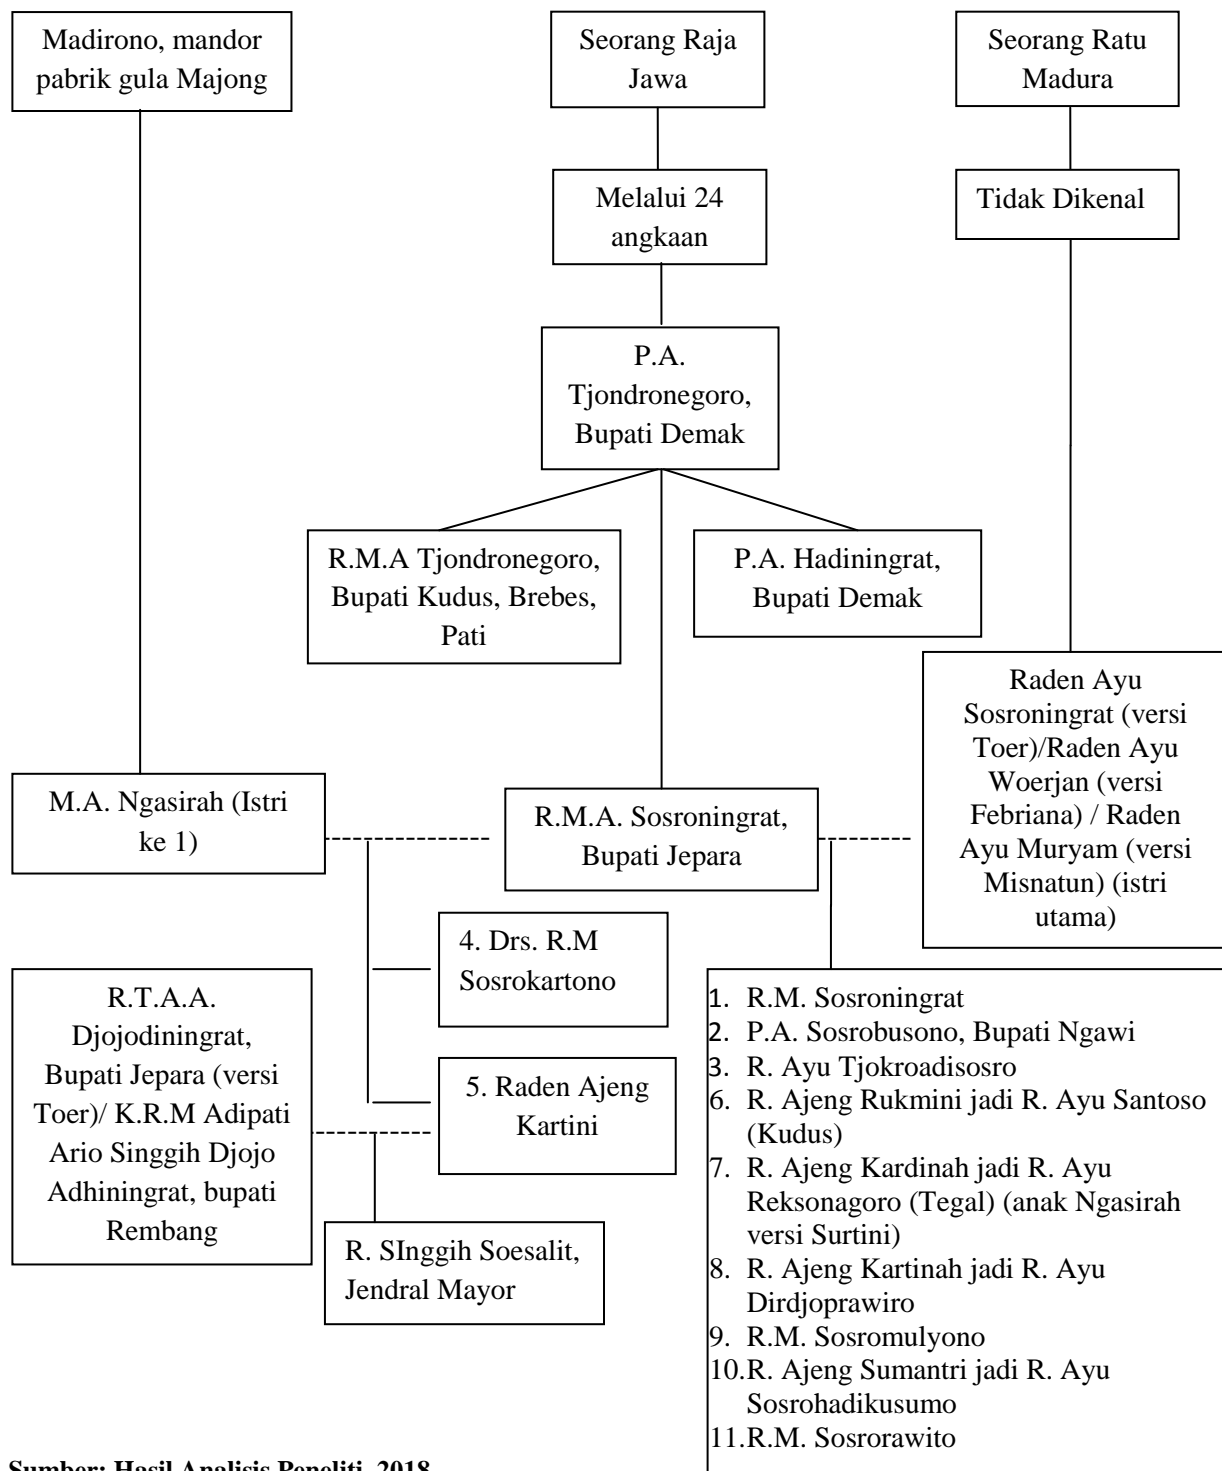 Madirono, mandor
pabrik gula Majong
Seorang Raja
Jawa
Seorang Ratu
Madura
Melalui 24
angkaan
Tidak Dikenal
P.A.
Tjondronegoro,
Bupati Demak
R.M.A Tjondronegoro,
Bupati Kudus, Brebes,
Pati
P.A. Hadiningrat,
Bupati Demak
Raden Ayu
Sosroningrat (versi
Toer)/Raden Ayu
Woerjan (versi
Febriana) / Raden
Ayu Muryam (versi
Misnatun) (istri
utama)
M.A. Ngasirah (Istri
ke 1)
R.M.A. Sosroningrat,
Bupati Jepara
4. Drs. R.M
Sosrokartono
R.T.A.A.
Djojodiningrat,
Bupati Jepara (versi
Toer)/ K.R.M Adipati
Ario Singgih Djojo
Adhiningrat, bupati
Rembang
5. Raden Ajeng
Kartini
R. SInggih Soesalit,
Jendral Mayor
1. R.M. Sosroningrat
2. P.A. Sosrobusono, Bupati Ngawi
3. R. Ayu Tjokroadisosro
6. R. Ajeng Rukmini jadi R. Ayu Santoso
(Kudus)
7. R. Ajeng Kardinah jadi R. Ayu
Reksonagoro (Tegal) (anak Ngasirah
versi Surtini)
8. R. Ajeng Kartinah jadi R. Ayu
Dirdjoprawiro
9. R.M. Sosromulyono
10.R. Ajeng Sumantri jadi R. Ayu
Sosrohadikusumo
11.R.M. Sosrorawito
Sumber: Hasil Analisis Peneliti, 2018